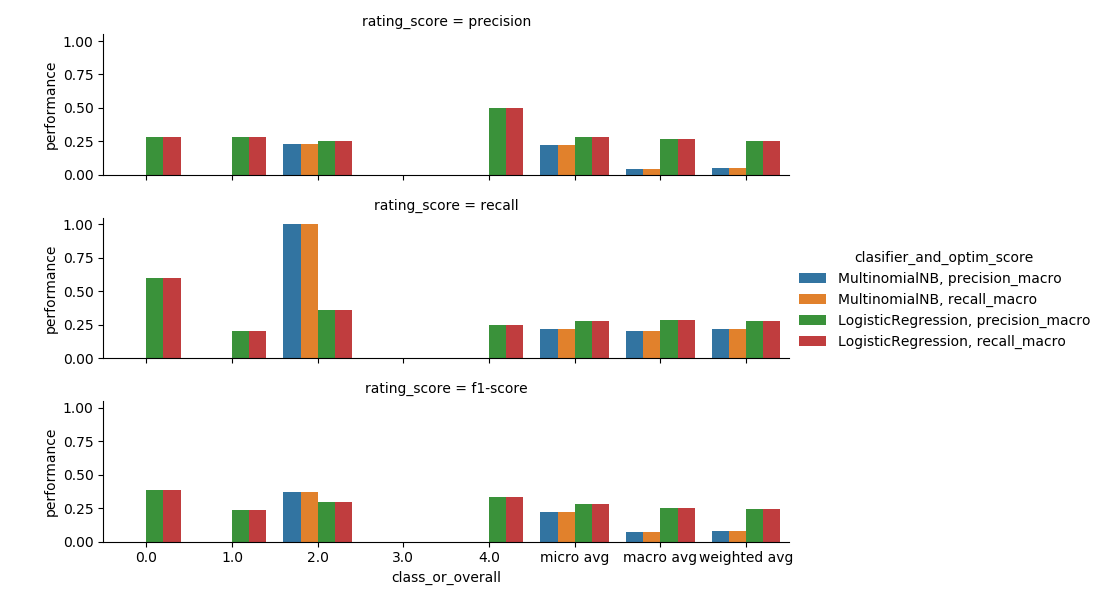 rating_score = precision
1.00
0.75
0.50
0.25
0.00
performance
rating_score = recall
1.00
0.75
0.50
0.25
0.00
performance
clasifier_and_optim_score
MultinomialNB, precision_macro
MultinomialNB, recall_macro
LogisticRegression, precision_macro
LogisticRegression, recall_macro
rating_score = f1-score
1.00
0.75
0.50
0.25
0.00
performance
0.0 1.0 2.0 3.0 4.0 micro avg macro avg weighted avg
class_or_overall